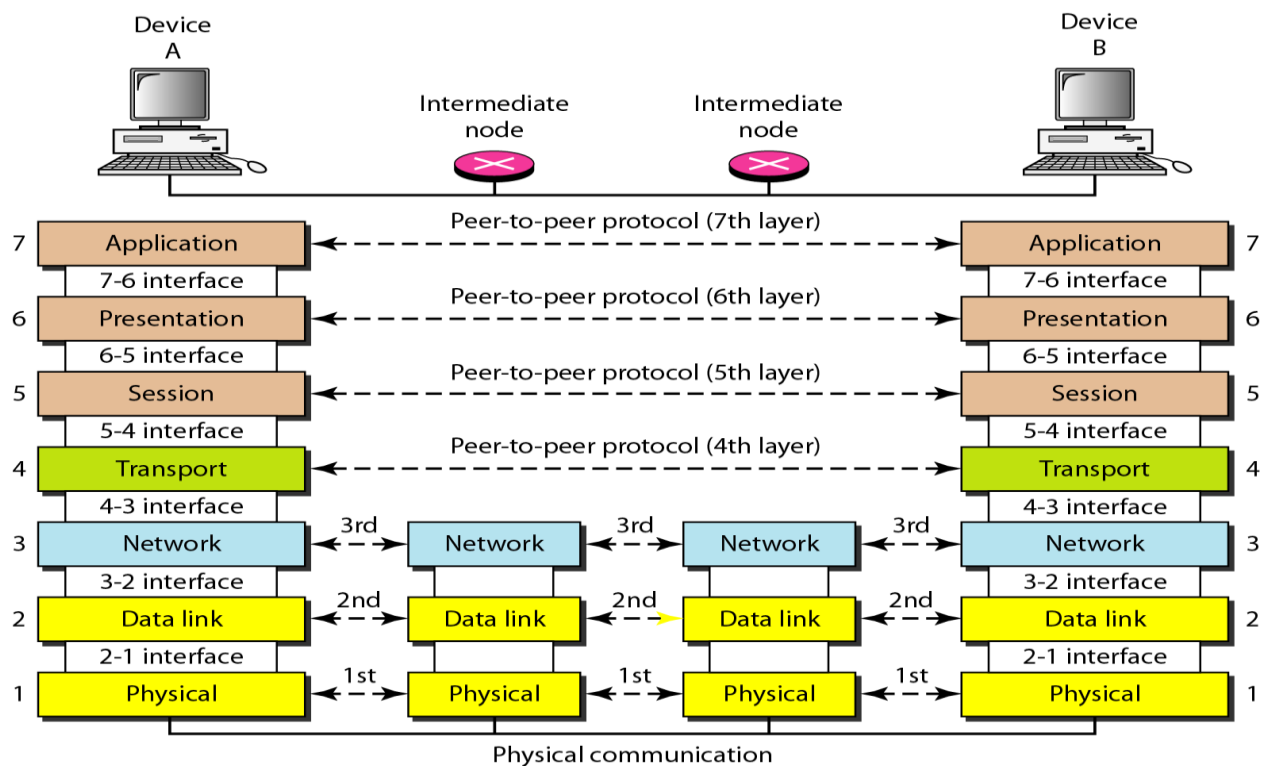 Device
A
Device
B
Intermediate
node
Intermediate
node
Peer-to-peer protocol (7th layer)
7 Application Application 7
7-6 interface 7-6 interface
Peer-to-peer protocol (6th layer)
6 Presentation Presentation 6
6-5 interface 6-5 interface
Peer-to-peer protocol (5th layer)
5 Session Session 5
5-4 interface 5-4 interface
Peer-to-peer protocol (4th layer)
4 Transport Transport 4
4-3 interface 4-3 interface
3rd 3rd 3rd
3 Network Network Network Network 3
3-2 interface 3-2 interface
2nd 2nd 2nd
2 Data link Data link Data link Data link 2
2-1 interface 2-1 interface
1st 1st 1st
1 Physical Physical Physical Physical 1
Physical communication